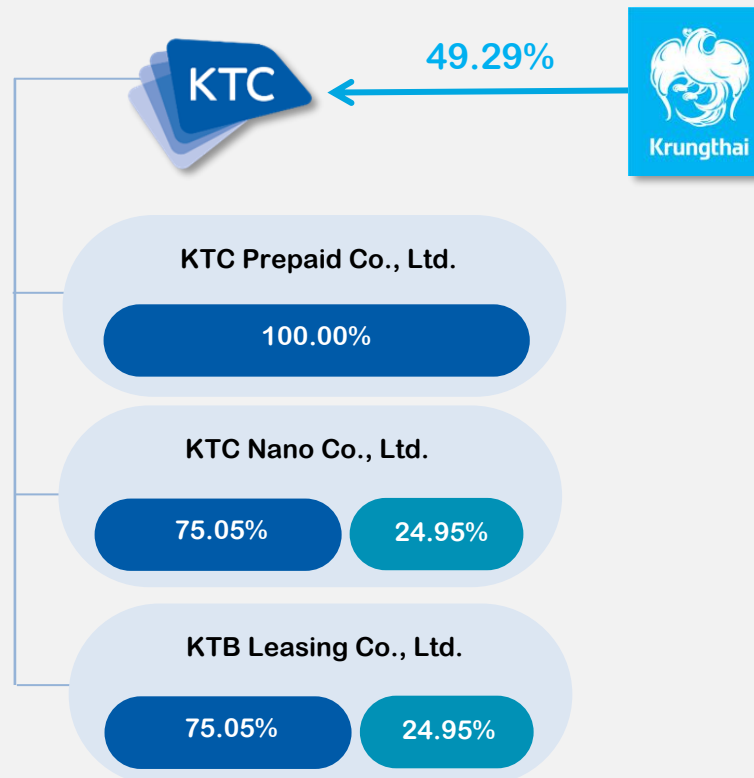 KTC
49.29%
Krungthai
KTC Prepaid Co., Ltd.
100.00%
KTC Nano Co., Ltd.
75.05% 24.95%
KTB Leasing Co., Ltd.
75.05% 24.95%